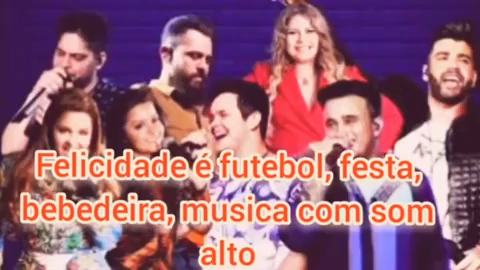 Felicidade é futebol, festa,
bebedeira, musica com som
alto